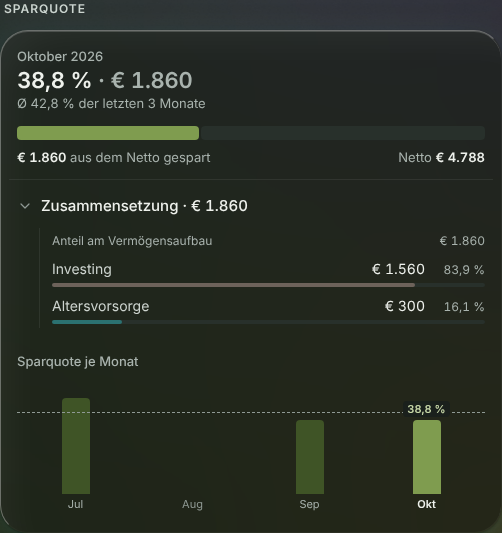 SPARQUOTE
Oktober 2026
38,8 % · € 1.860
Ø 42,8 % der letzten 3 Monate
€ 1.860 aus dem Netto gespart Netto € 4.788
Zusammensetzung · € 1.860
Anteil am Vermögensaufbau € 1.860
Investing € 1.560 83,9 %
Altersvorsorge € 300 16,1 %
Sparquote je Monat
38,8 %
Jul Aug Sep Okt